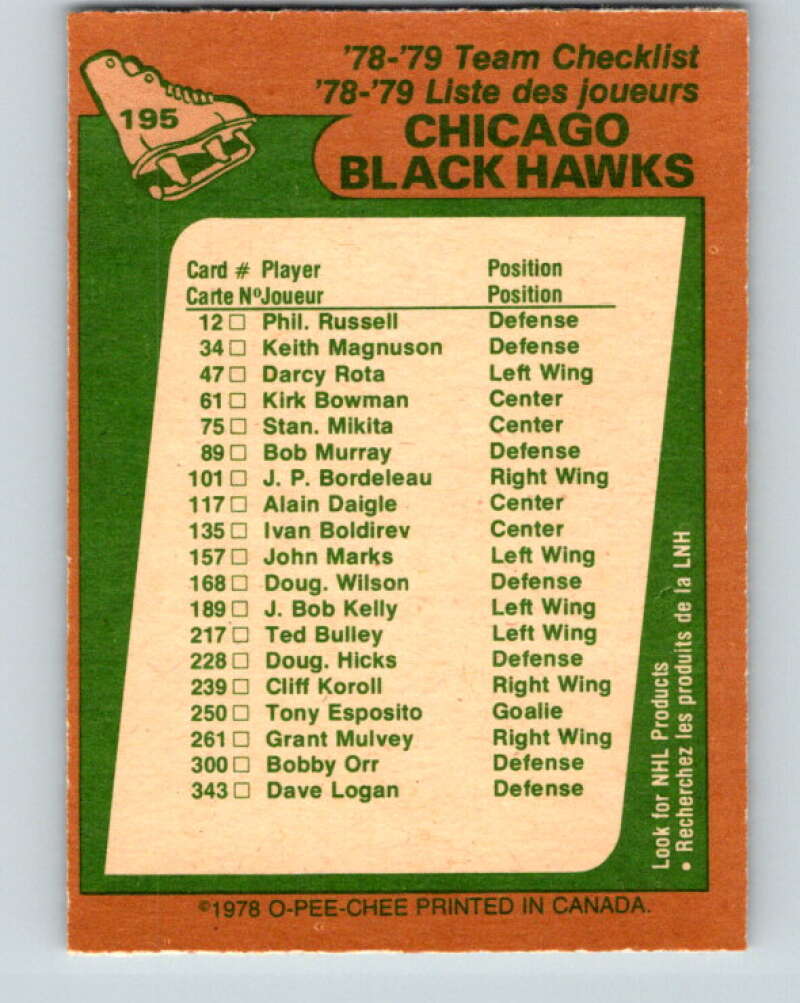 195
'78-'79 Team Checklist
'78-'79 Liste des joueurs
CHICAGO
BLACK HAWKS
Card # Player Position
Carte Nº Joueur Position
12 □ Phil. Russell Defense
34 □ Keith Magnuson Defense
47 □ Darcy Rota Left Wing
61 □ Kirk Bowman Center
75 □ Stan. Mikita Center
89 □ Bob Murray Defense
101 □ J. P. Bordeleau Right Wing
117 □ Alain Daigle Center
135 □ Ivan Boldirev Center
157 □ John Marks Left Wing
168 □ Doug. Wilson Defense
189 □ J. Bob Kelly Left Wing
217 □ Ted Bulley Left Wing
228 □ Doug. Hicks Defense
239 □ Cliff Koroll Right Wing
250 □ Tony Esposito Goalie
261 □ Grant Mulvey Right Wing
300 □ Bobby Orr Defense
343 □ Dave Logan Defense
Look for NHL Products
• Recherchez les produits de la LNH
©1978 O-PEE-CHEE PRINTED IN CANADA.